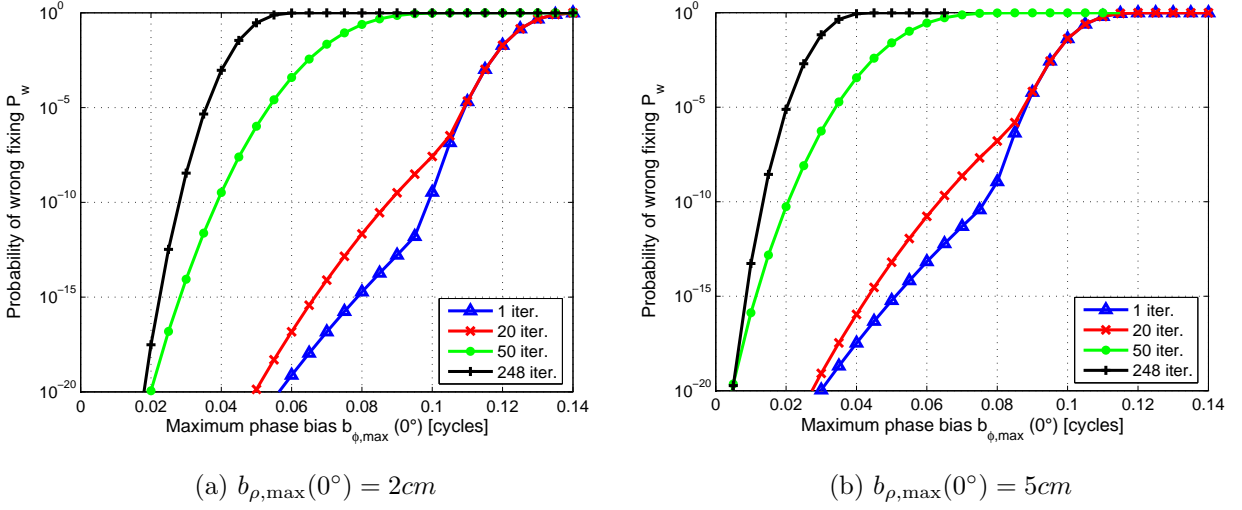 Probability of wrong fixing P_w
10^0
10^−5
10^−10
10^−15
10^−20
0 0.02 0.04 0.06 0.08 0.1 0.12 0.14
Maximum phase bias b_ϕ,max (0°) [cycles]
1 iter.
20 iter.
50 iter.
248 iter.
(a) b_ρ,max(0°) = 2cm
Probability of wrong fixing P_w
10^0
10^−5
10^−10
10^−15
10^−20
0 0.02 0.04 0.06 0.08 0.1 0.12 0.14
Maximum phase bias b_ϕ,max (0°) [cycles]
1 iter.
20 iter.
50 iter.
248 iter.
(b) b_ρ,max(0°) = 5cm